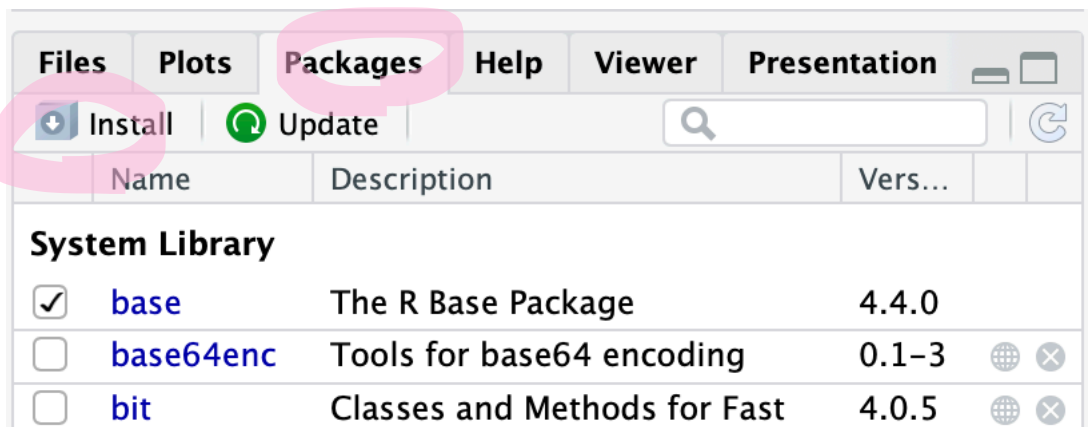 Files Plots Packages Help Viewer Presentation
Install Update
Name Description Vers...
System Library
base The R Base Package 4.4.0
base64enc Tools for base64 encoding 0.1-3
bit Classes and Methods for Fast 4.0.5